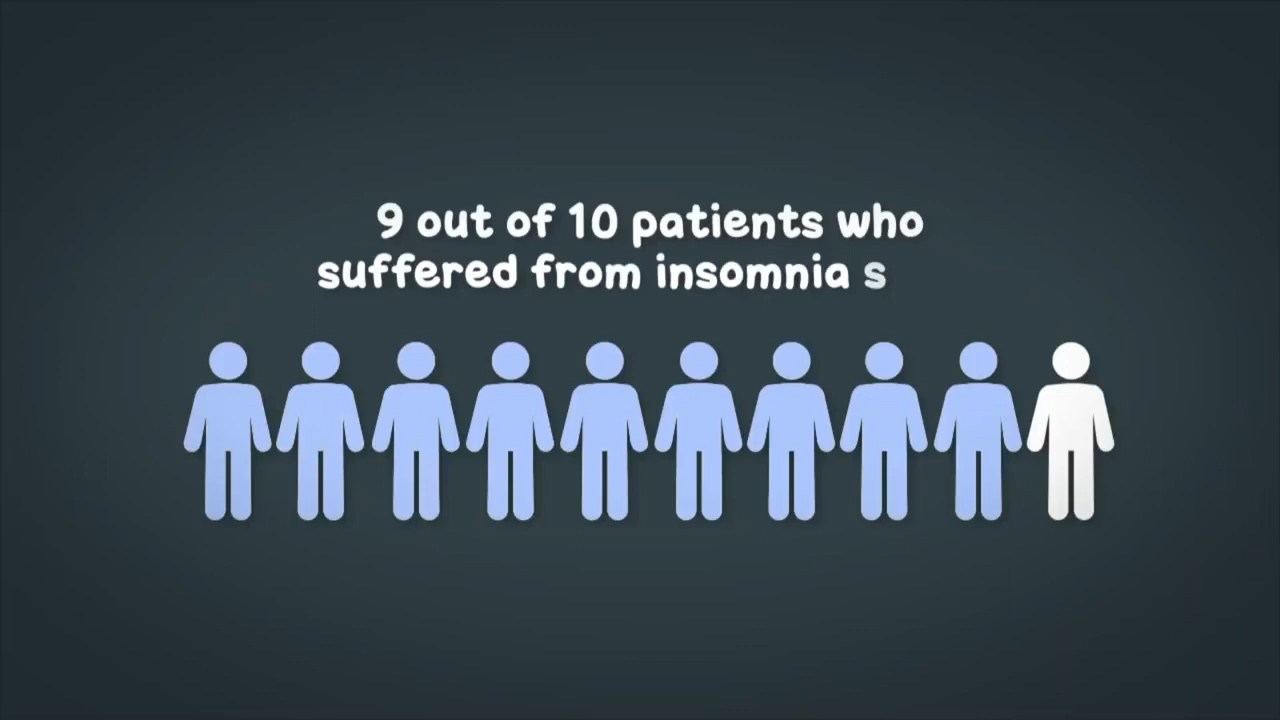 9 out of 10 patients who
suffered from insomnia s